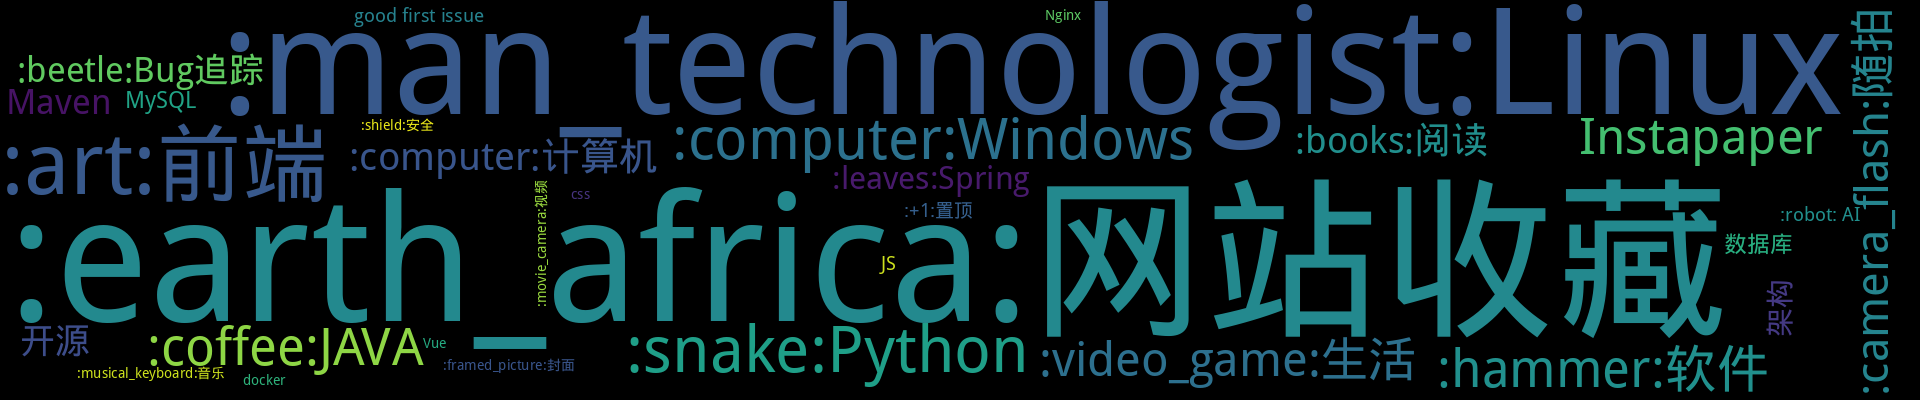 good first issue
Nginx
:man_technologist:Linux
:beetle:Bug追踪
Maven
MySQL
:camera_flash:随拍
:shield:安全
:art:前端
:computer:计算机
:computer:Windows
:books:阅读
Instapaper
:leaves:Spring
css
:movie_camera:视频
:+1:置顶
:robot: AI
:earth_africa:网站收藏
JS
数据库
架构
开源
:coffee:JAVA
Vue
:snake:Python
:video_game:生活
:hammer:软件
:framed_picture:封面
:musical_keyboard:音乐
docker